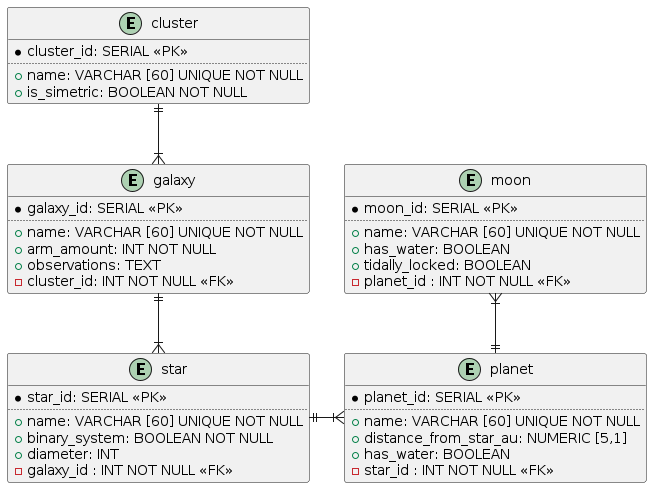 E cluster
cluster_id: SERIAL «PK»
name: VARCHAR [60] UNIQUE NOT NULL
is_simetric: BOOLEAN NOT NULL
E galaxy
galaxy_id: SERIAL «PK»
name: VARCHAR [60] UNIQUE NOT NULL
arm_amount: INT NOT NULL
observations: TEXT
cluster_id: INT NOT NULL «FK»
E moon
moon_id: SERIAL «PK»
name: VARCHAR [60] UNIQUE NOT NULL
has_water: BOOLEAN
tidally_locked: BOOLEAN
planet_id : INT NOT NULL «FK»
E star
star_id: SERIAL «PK»
name: VARCHAR [60] UNIQUE NOT NULL
binary_system: BOOLEAN NOT NULL
diameter: INT
galaxy_id : INT NOT NULL «FK»
E planet
planet_id: SERIAL «PK»
name: VARCHAR [60] UNIQUE NOT NULL
distance_from_star_au: NUMERIC [5,1]
has_water: BOOLEAN
star_id : INT NOT NULL «FK»